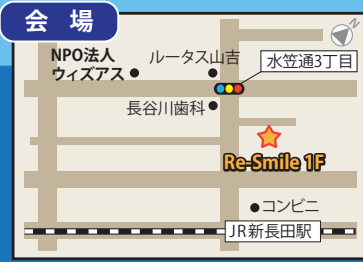 会場
NPO法人
ウィズアス
ルータス山吉
水笠通3丁目
長谷川歯科
Re-Smile 1F
コンビニ
JR新長田駅
N